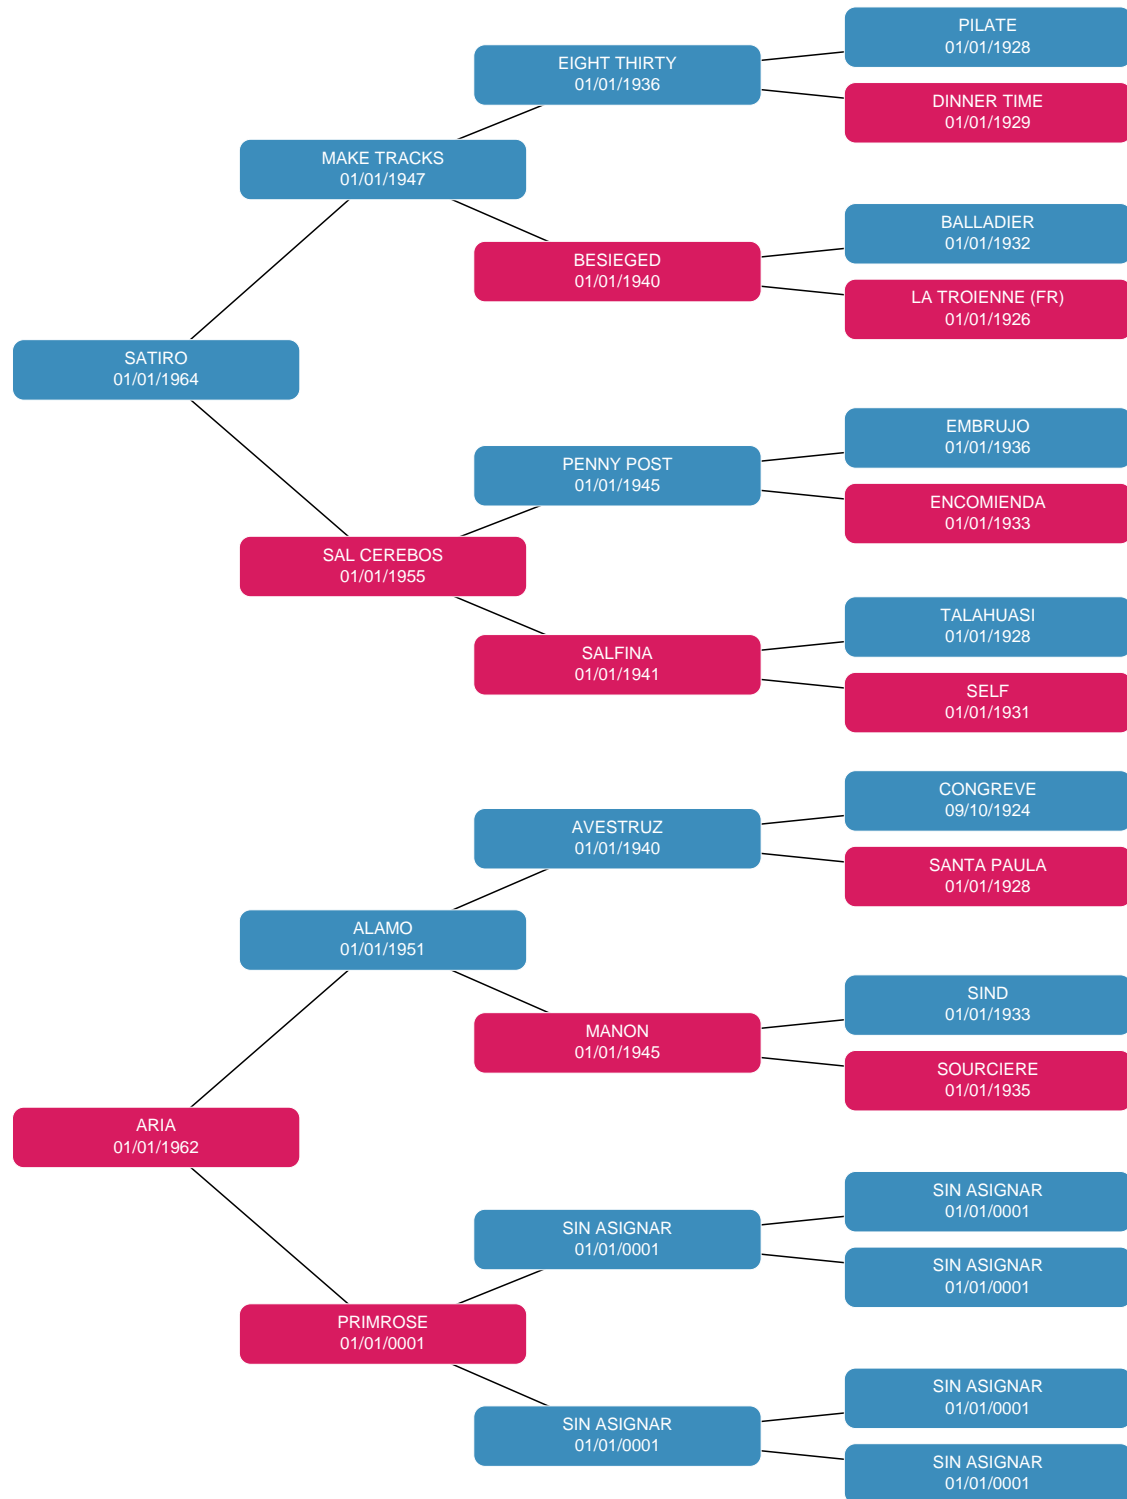 PILATE
01/01/1928
EIGHT THIRTY
01/01/1936
DINNER TIME
01/01/1929
MAKE TRACKS
01/01/1947
BALLADIER
01/01/1932
BESIEGED
01/01/1940
LA TROIENNE (FR)
01/01/1926
SATIRO
01/01/1964
EMBRUJO
01/01/1936
PENNY POST
01/01/1945
ENCOMIENDA
01/01/1933
SAL CEREBOS
01/01/1955
TALAHUASI
01/01/1928
SALFINA
01/01/1941
SELF
01/01/1931
CONGREVE
09/10/1924
AVESTRUZ
01/01/1940
SANTA PAULA
01/01/1928
ALAMO
01/01/1951
SIND
01/01/1933
MANON
01/01/1945
SOURCIERE
01/01/1935
ARIA
01/01/1962
SIN ASIGNAR
01/01/0001
SIN ASIGNAR
01/01/0001
SIN ASIGNAR
01/01/0001
PRIMROSE
01/01/0001
SIN ASIGNAR
01/01/0001
SIN ASIGNAR
01/01/0001
SIN ASIGNAR
01/01/0001